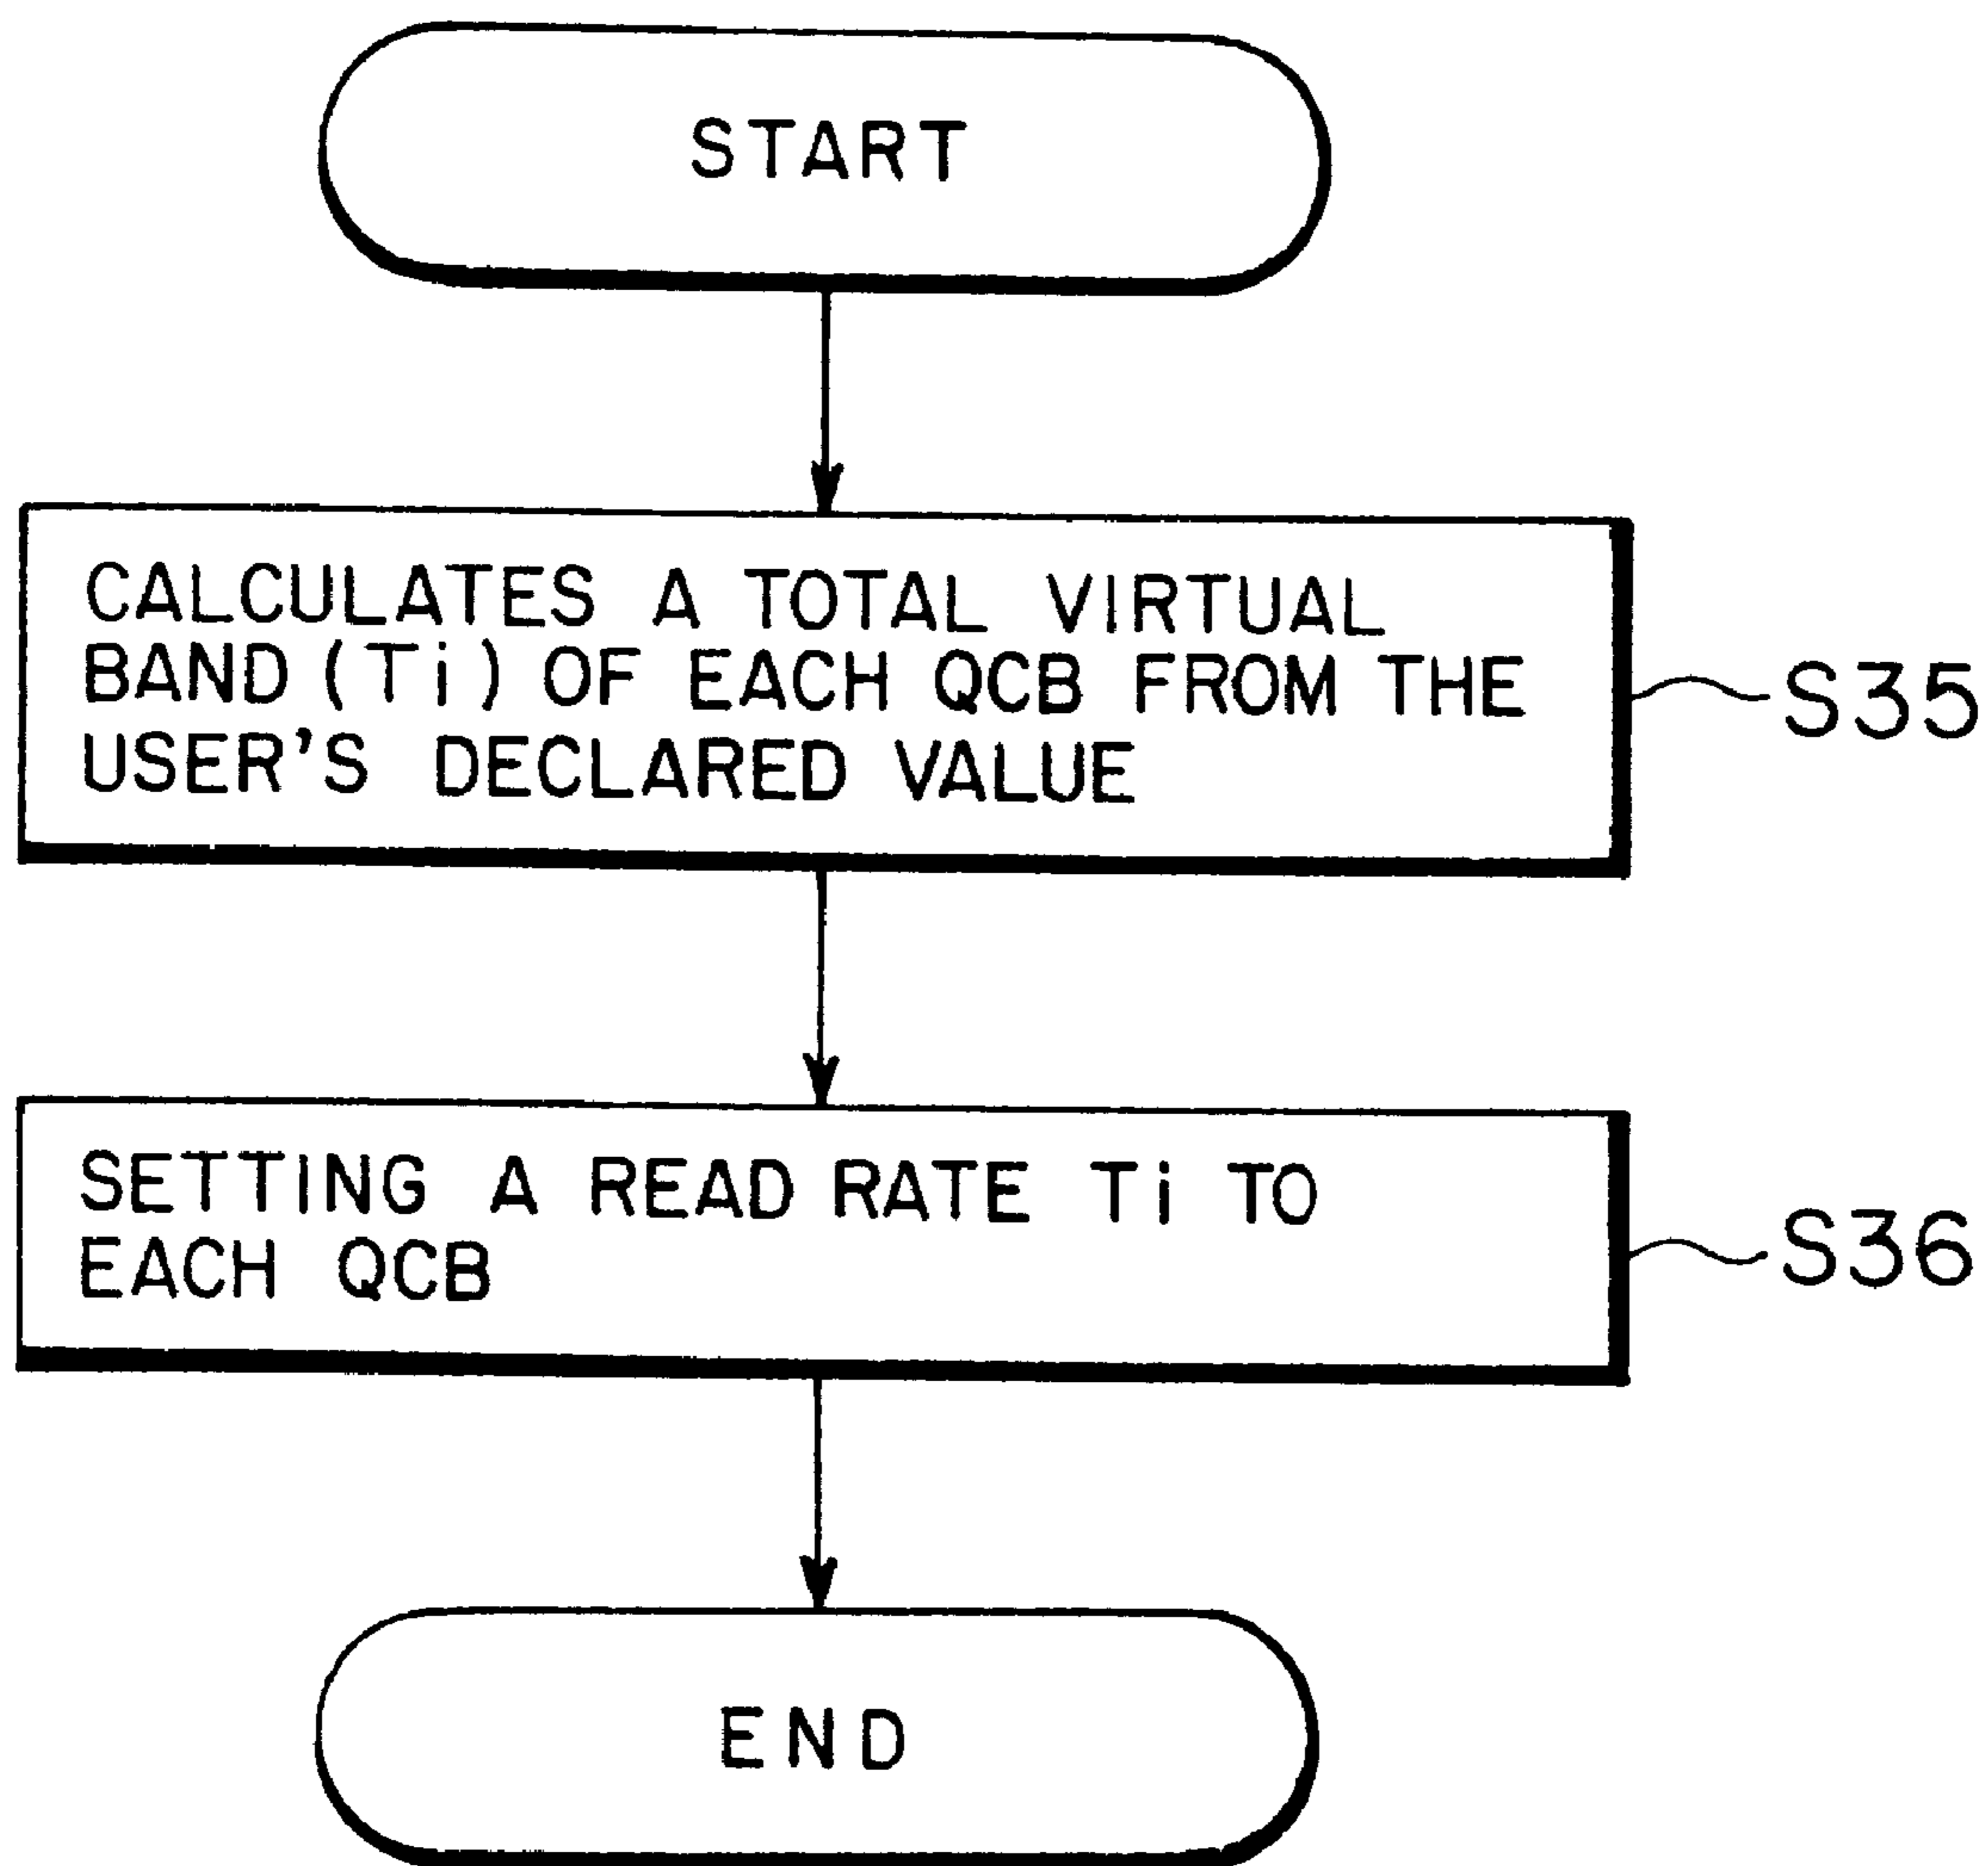 START
CALCULATES A TOTAL VIRTUAL
BAND (Ti) OF EACH QCB FROM THE
USER'S DECLARED VALUE
S35
SETTING A READ RATE Ti TO
EACH QCB
S36
END